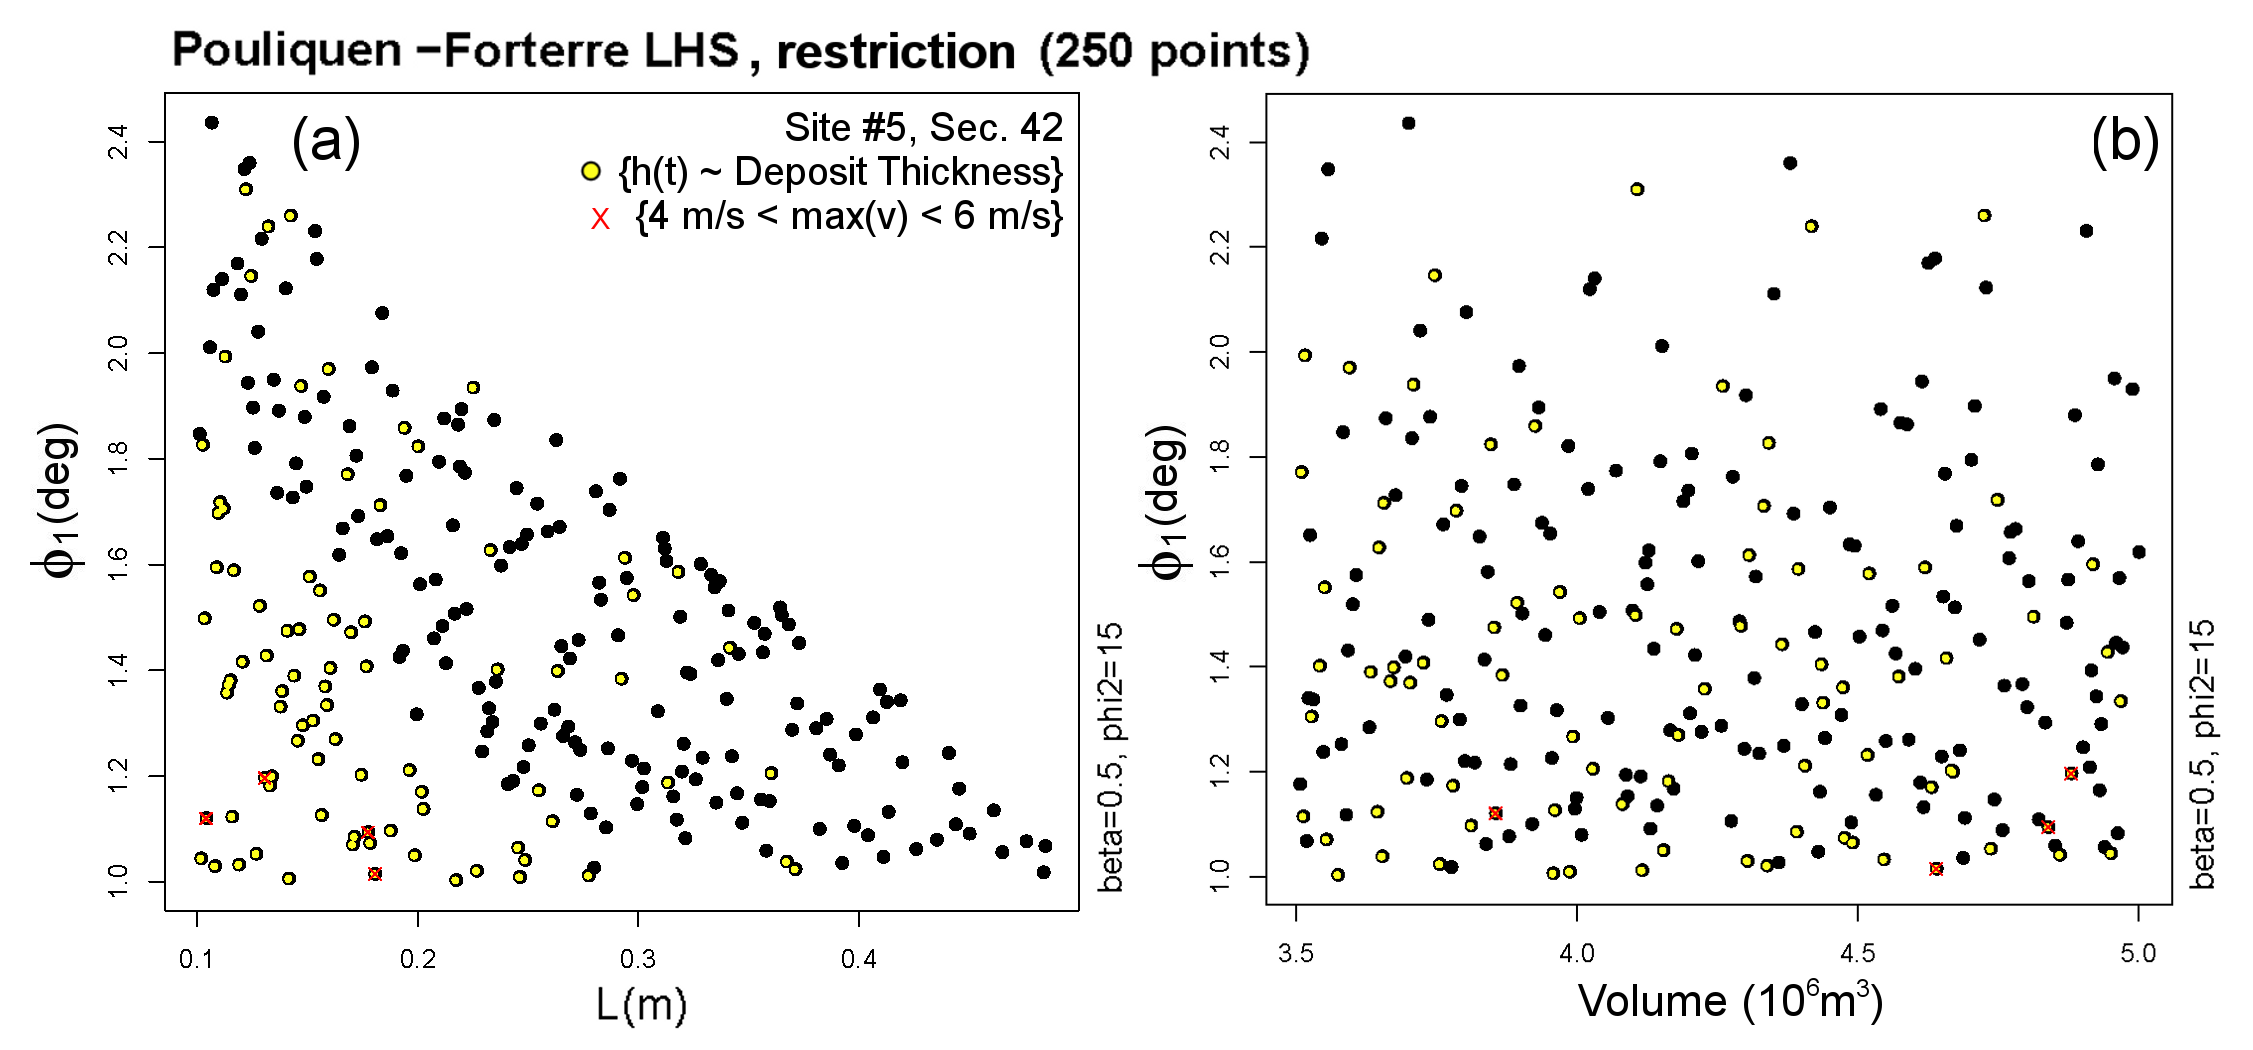 Pouliquen −Forterre LHS, restriction (250 points)
(a)
Site #5, Sec. 42
{h(t) ~ Deposit Thickness}
X {4 m/s < max(v) < 6 m/s}
ϕ1(deg)
2.4
2.2
2.0
1.8
1.6
1.4
1.2
1.0
0.1 0.2 0.3 0.4
L(m)
beta=0.5, phi2=15
(b)
ϕ1(deg)
2.4
2.2
2.0
1.8
1.6
1.4
1.2
1.0
3.5 4.0 4.5 5.0
Volume (10⁶m³)
beta=0.5, phi2=15